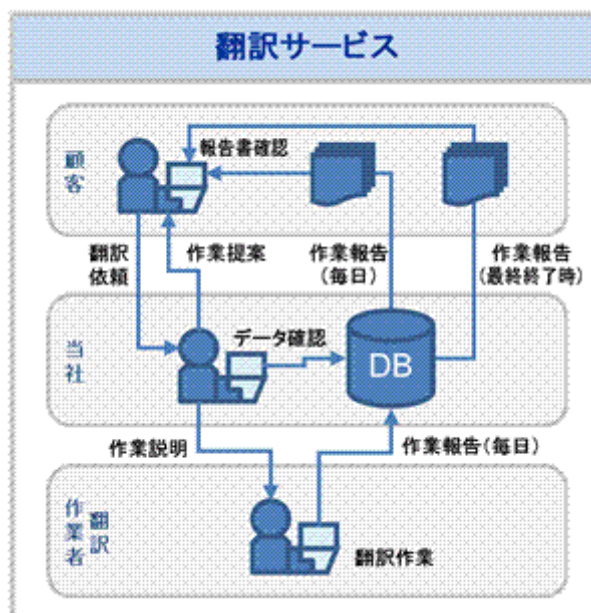 翻訳サービス
顧客
報告書確認
翻訳
依頼
作業提案
作業報告
(毎日)
作業報告
(最終終了時)
当社
データ確認
DB
作業説明
作業報告(毎日)
翻訳
作業者
翻訳作業